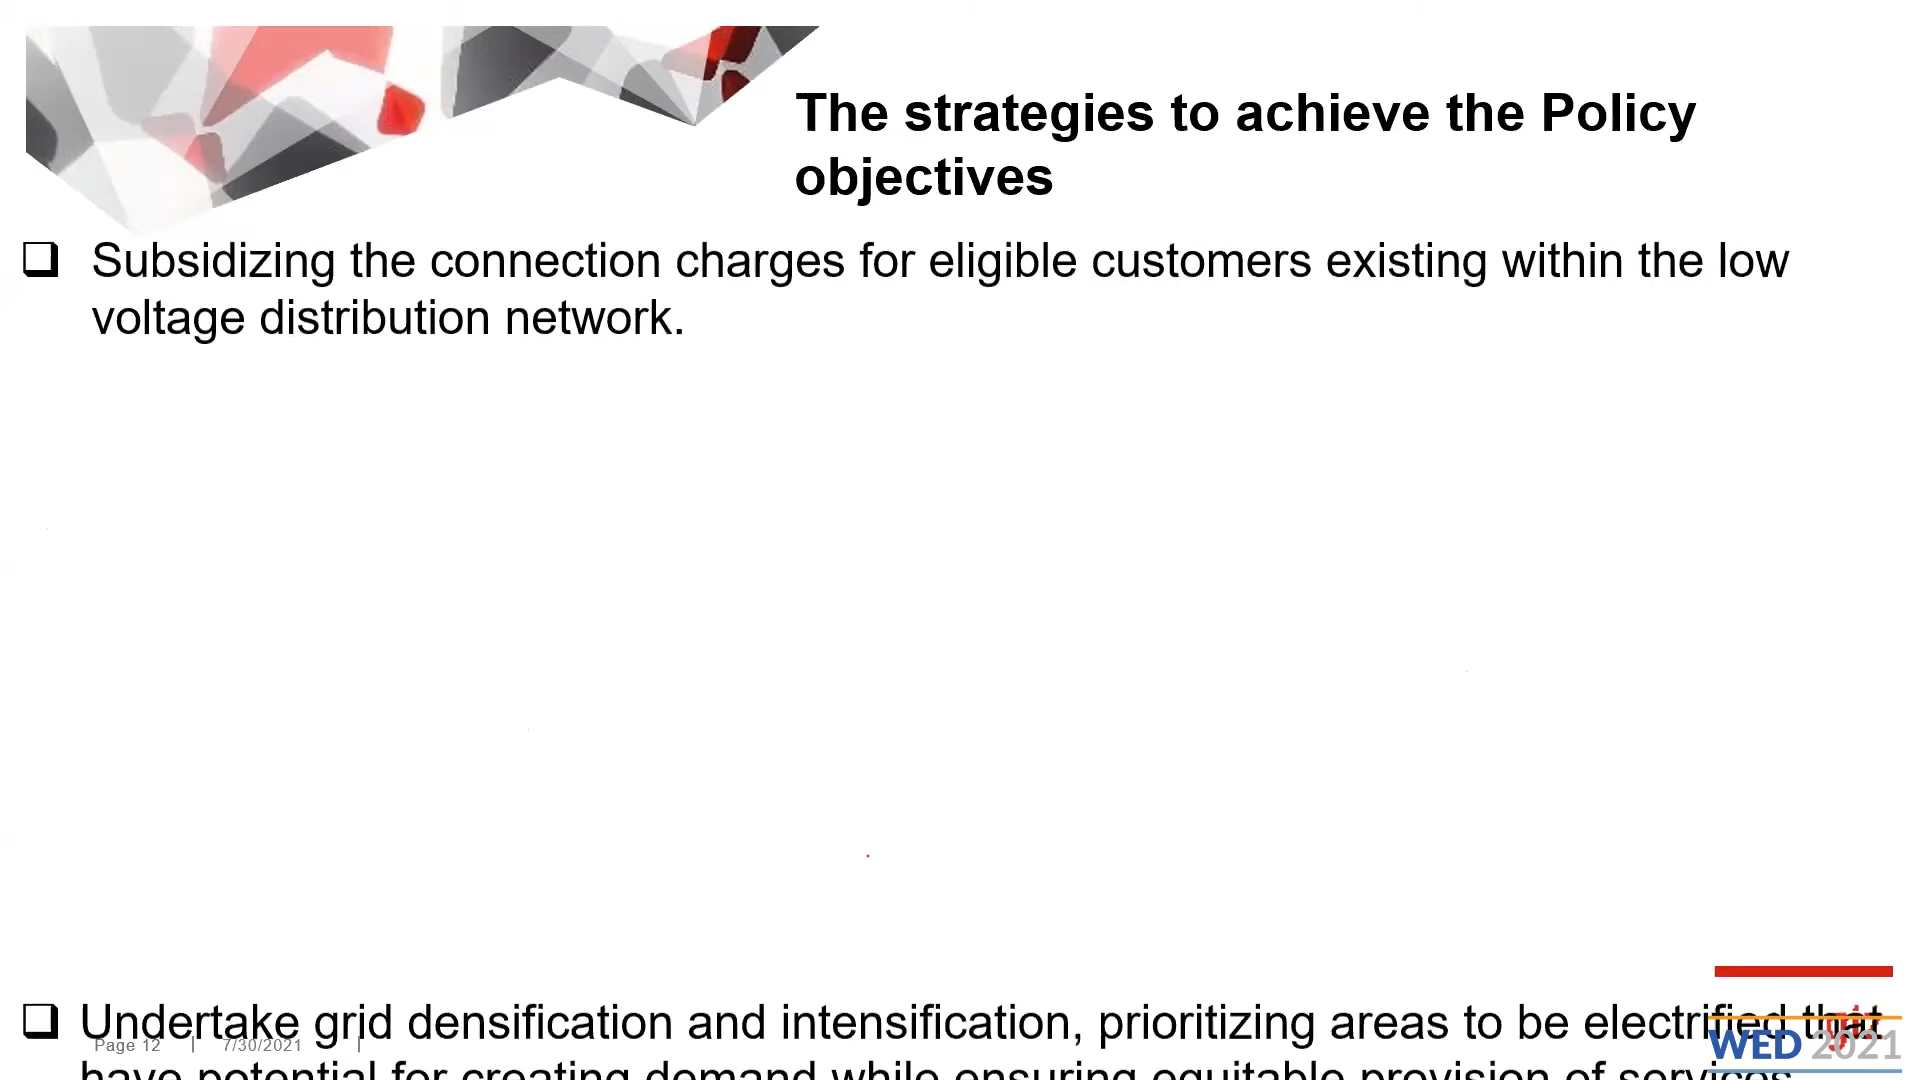 The strategies to achieve the Policy
objectives
❑ Subsidizing the connection charges for eligible customers existing within the low
voltage distribution network.
❑ Undertake grid densification and intensification, prioritizing areas to be electrified that
Page 12 | 7/30/2021 |
WED 2021
have potential for creating demand while ensuring equitable provision of services